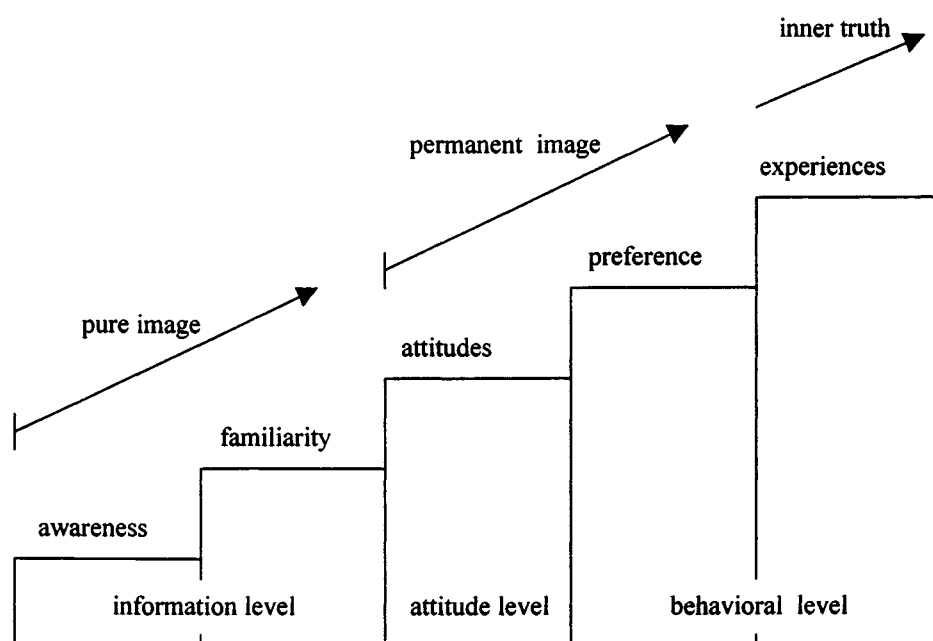 inner truth
permanent image
experiences
preference
pure image
attitudes
familiarity
awareness
information level
attitude level
behavioral level